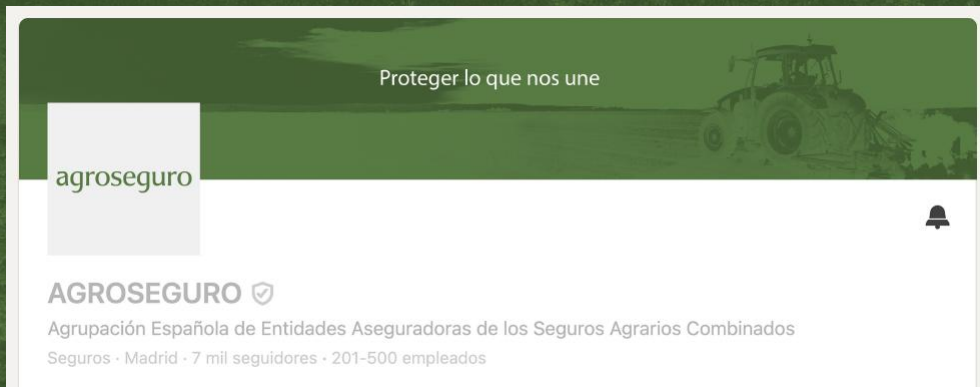 Proteger lo que nos une
agroseguro
AGROSEGURO
Agrupación Española de Entidades Aseguradoras de los Seguros Agrarios Combinados
Seguros · Madrid · 7 mil seguidores · 201-500 empleados